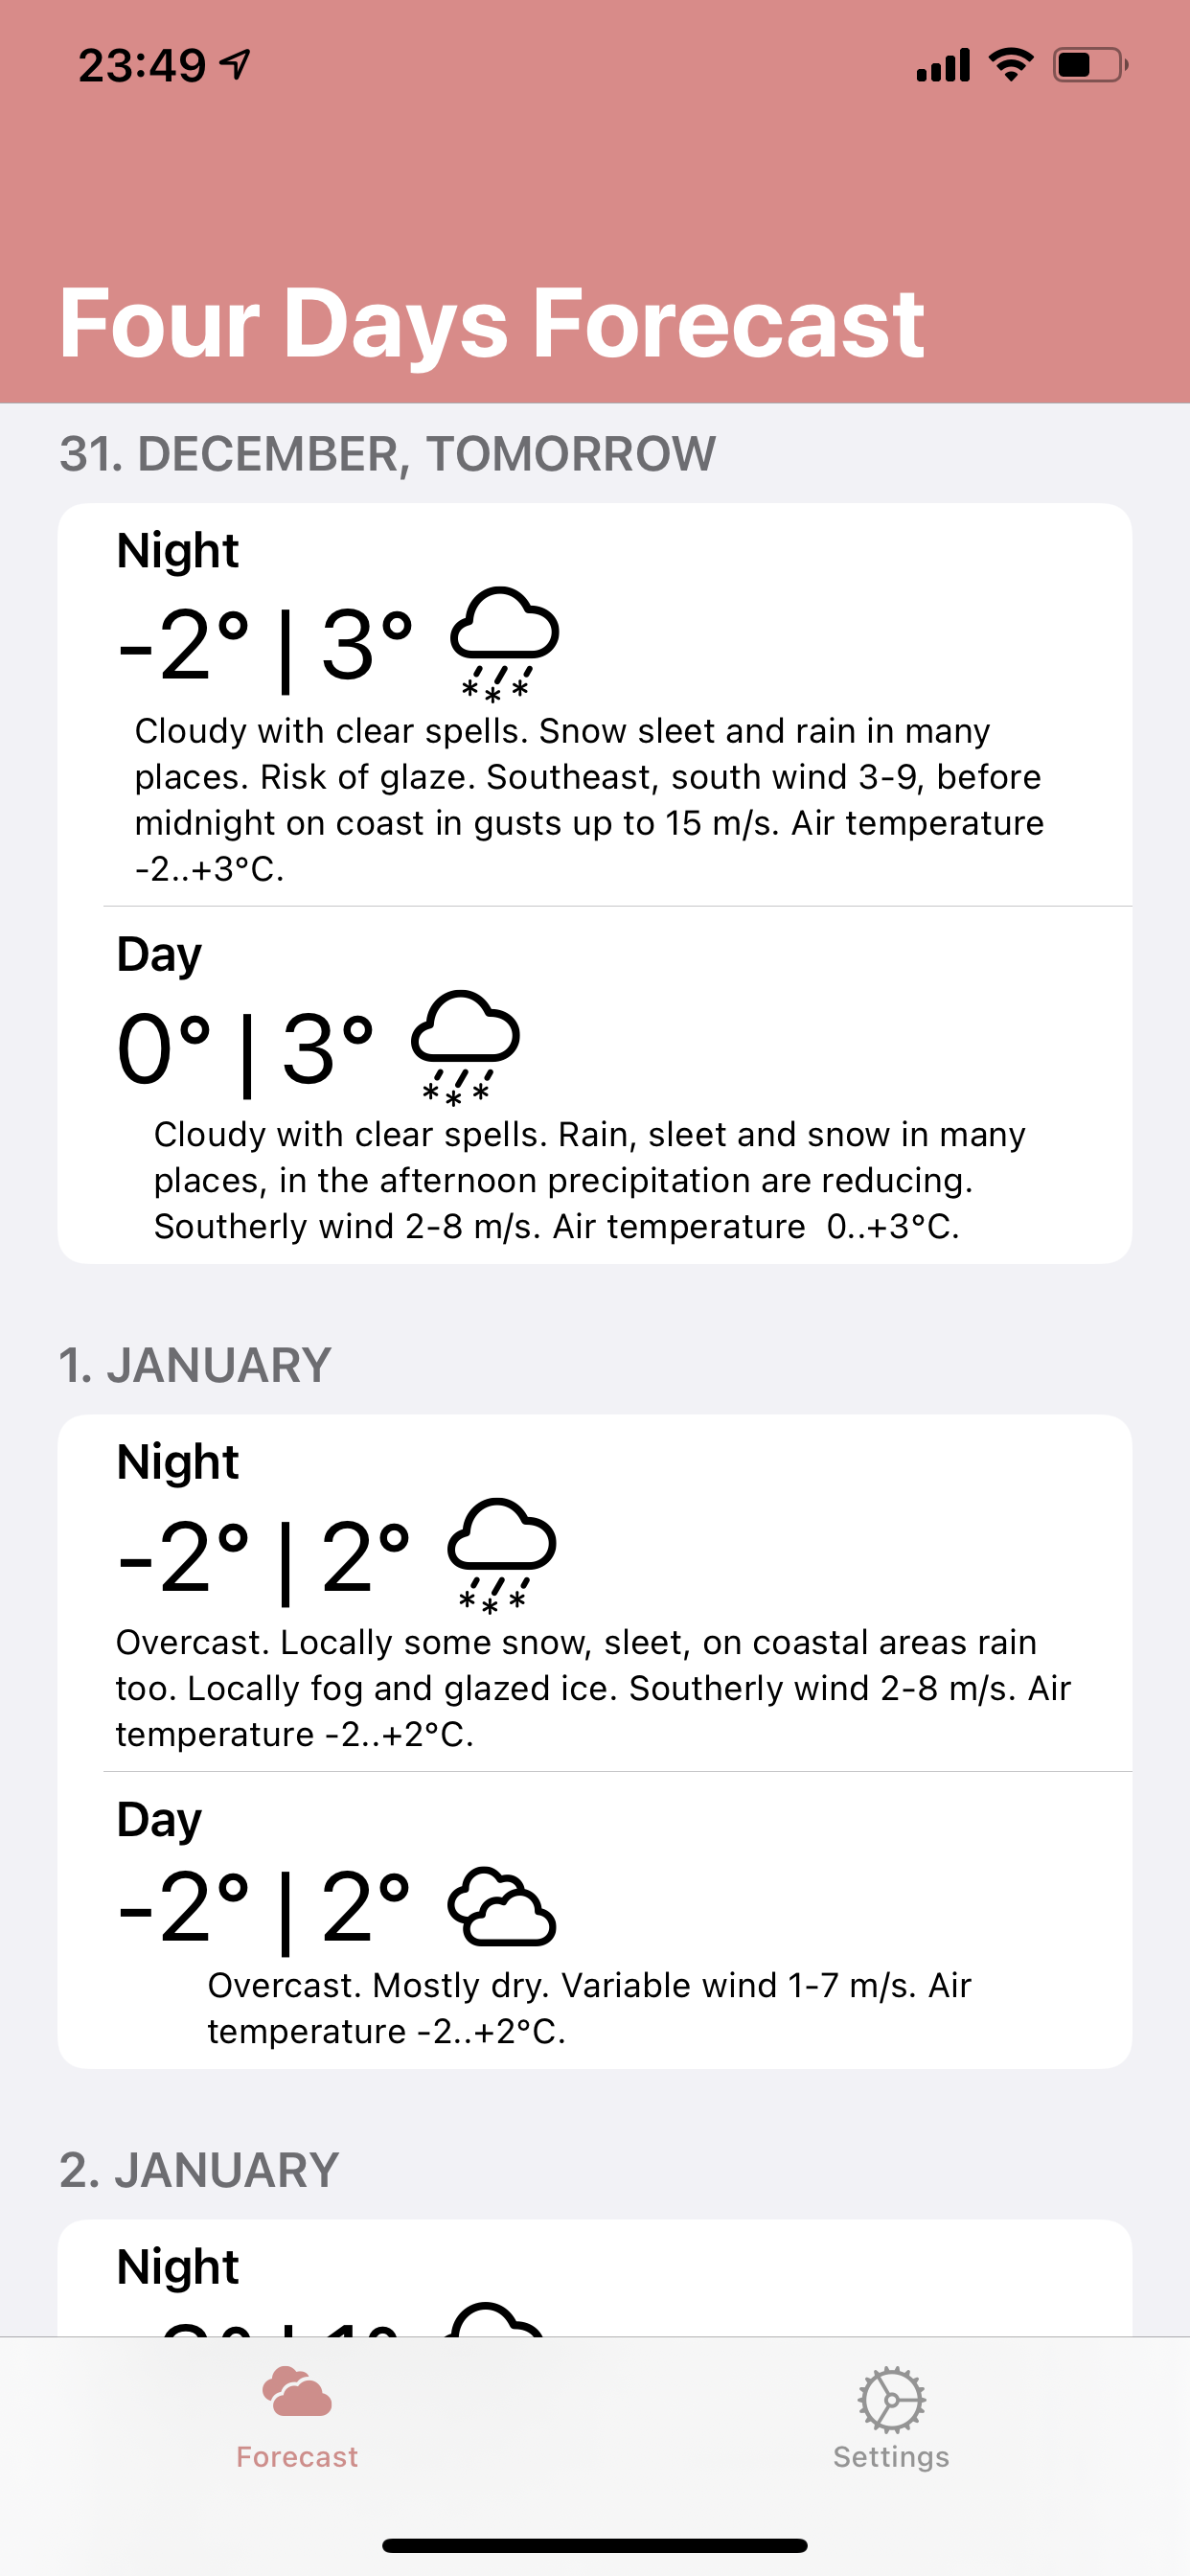 23:49
Four Days Forecast
31. DECEMBER, TOMORROW
Night
-2° | 3°
Cloudy with clear spells. Snow sleet and rain in many
places. Risk of glaze. Southeast, south wind 3-9, before
midnight on coast in gusts up to 15 m/s. Air temperature
-2..+3°C.
Day
0° | 3°
Cloudy with clear spells. Rain, sleet and snow in many
places, in the afternoon precipitation are reducing.
Southerly wind 2-8 m/s. Air temperature  0..+3°C.
1. JANUARY
Night
-2° | 2°
Overcast. Locally some snow, sleet, on coastal areas rain
too. Locally fog and glazed ice. Southerly wind 2-8 m/s. Air
temperature -2..+2°C.
Day
-2° | 2°
Overcast. Mostly dry. Variable wind 1-7 m/s. Air
temperature -2..+2°C.
2. JANUARY
Night
Forecast
Settings